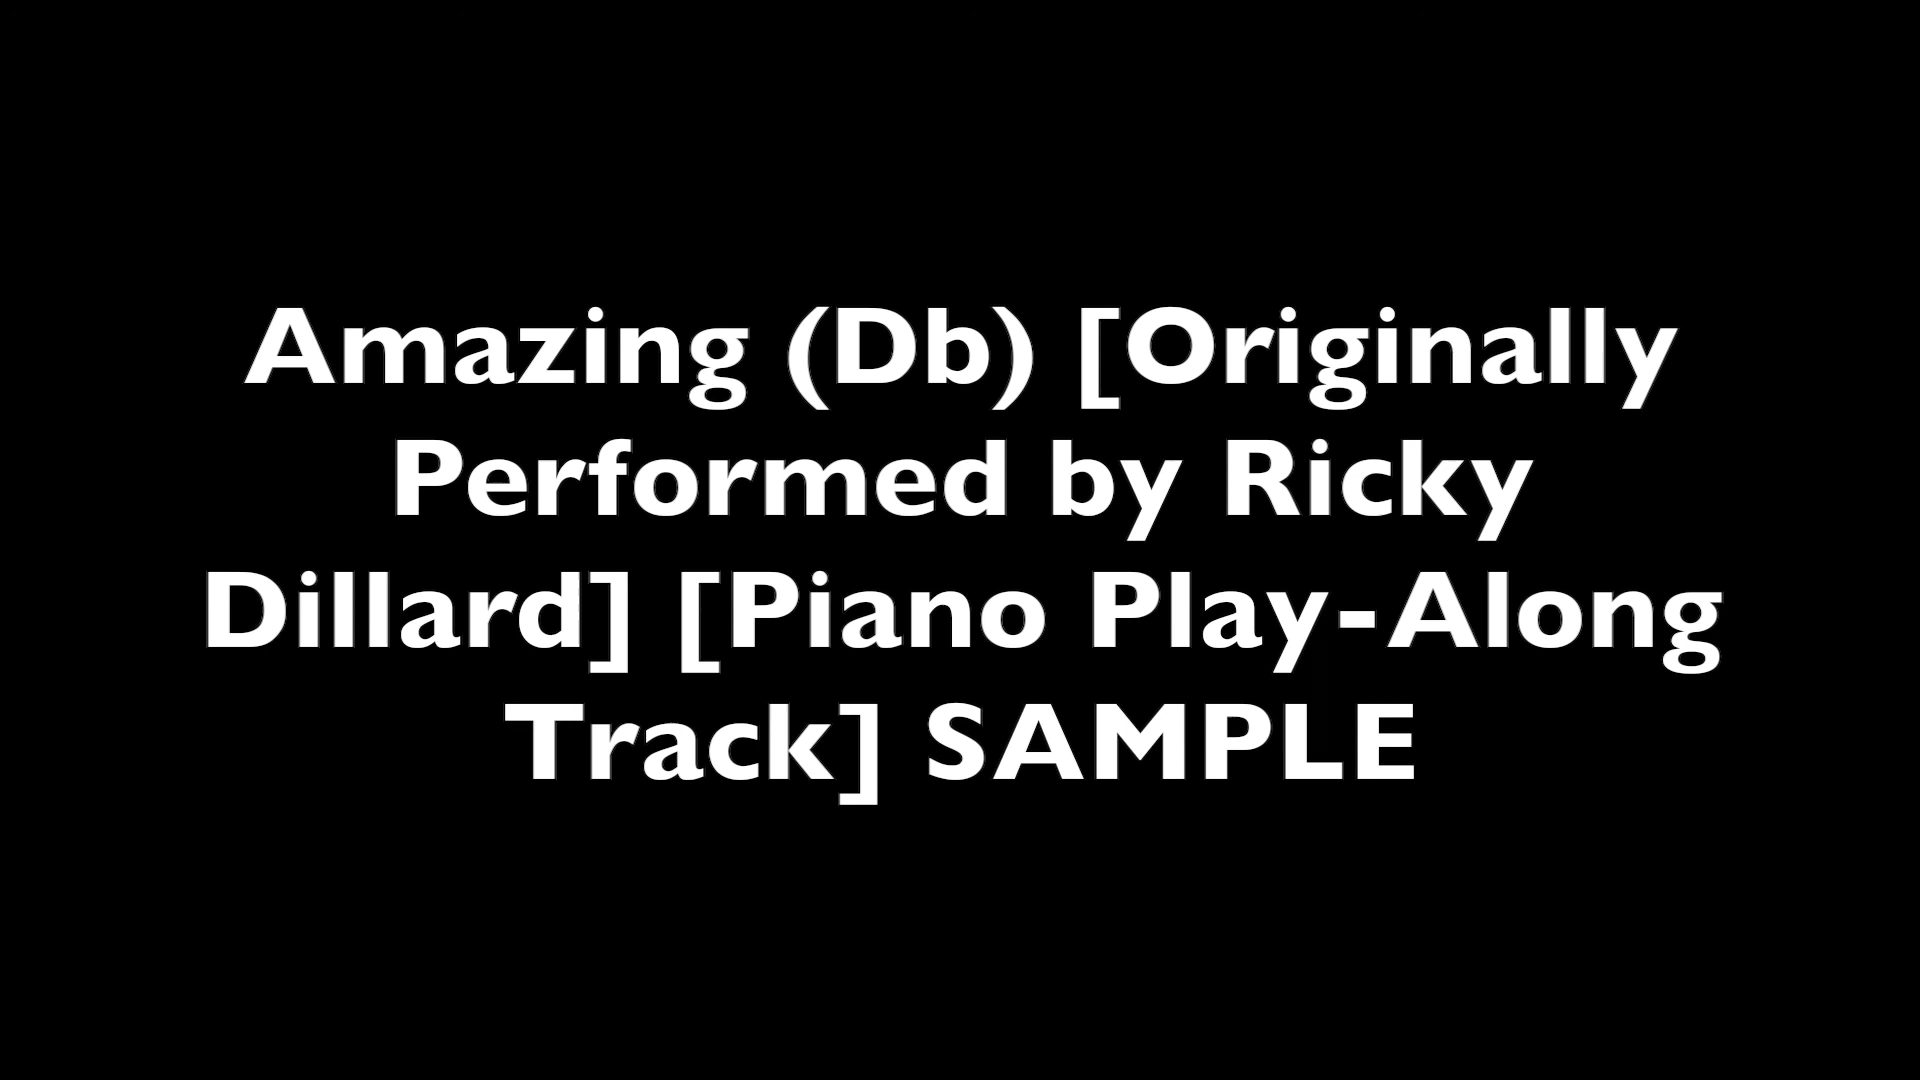 Amazing (Db) [Originally
Performed by Ricky
Dillard] [Piano Play-Along
Track] SAMPLE